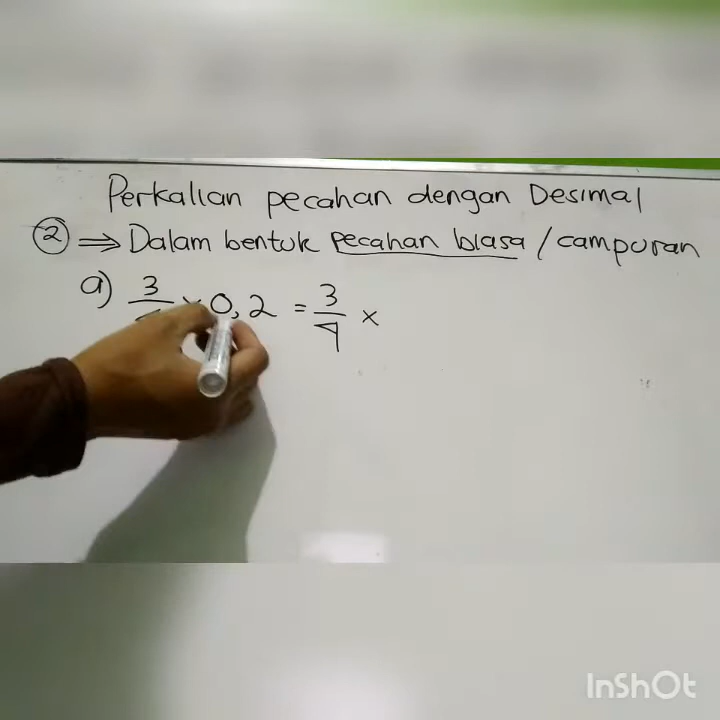 Perkalian pecahan dengan Desimal
② ⇒ Dalam bentuk pecahan biasa / campuran
a) 3/ × 0,2 = 3/4 ×
InShOt